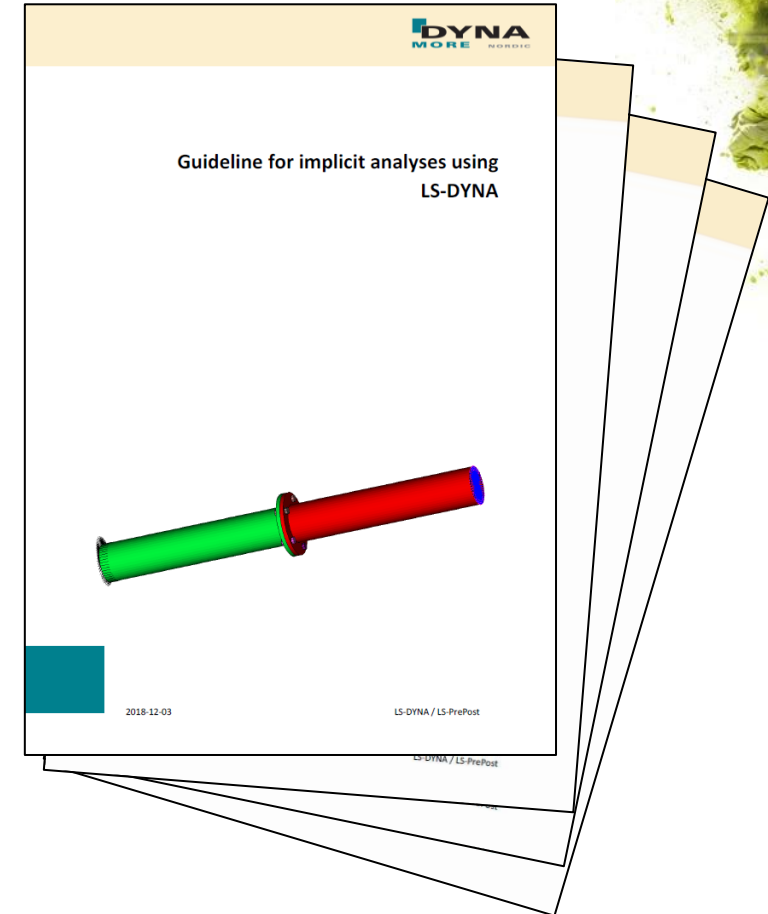 DYNA
MORE NORDIC
Guideline for implicit analyses using
LS-DYNA
2018-12-03 LS-DYNA / LS-PrePost
LS-DYNA / LS-PrePost